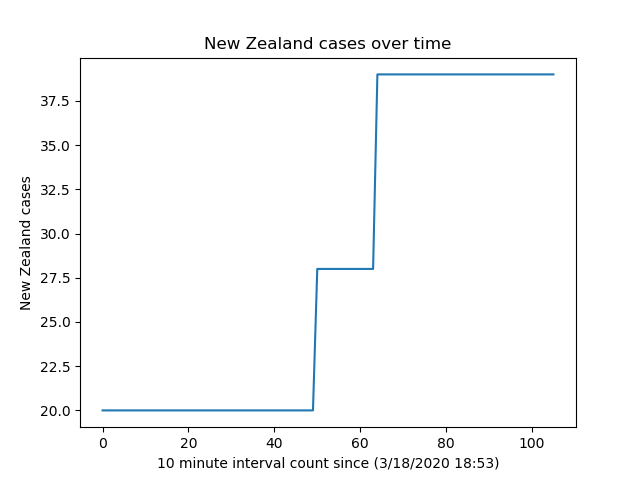 New Zealand cases over time
New Zealand cases
37.5
35.0
32.5
30.0
27.5
25.0
22.5
20.0
0 20 40 60 80 100
10 minute interval count since (3/18/2020 18:53)